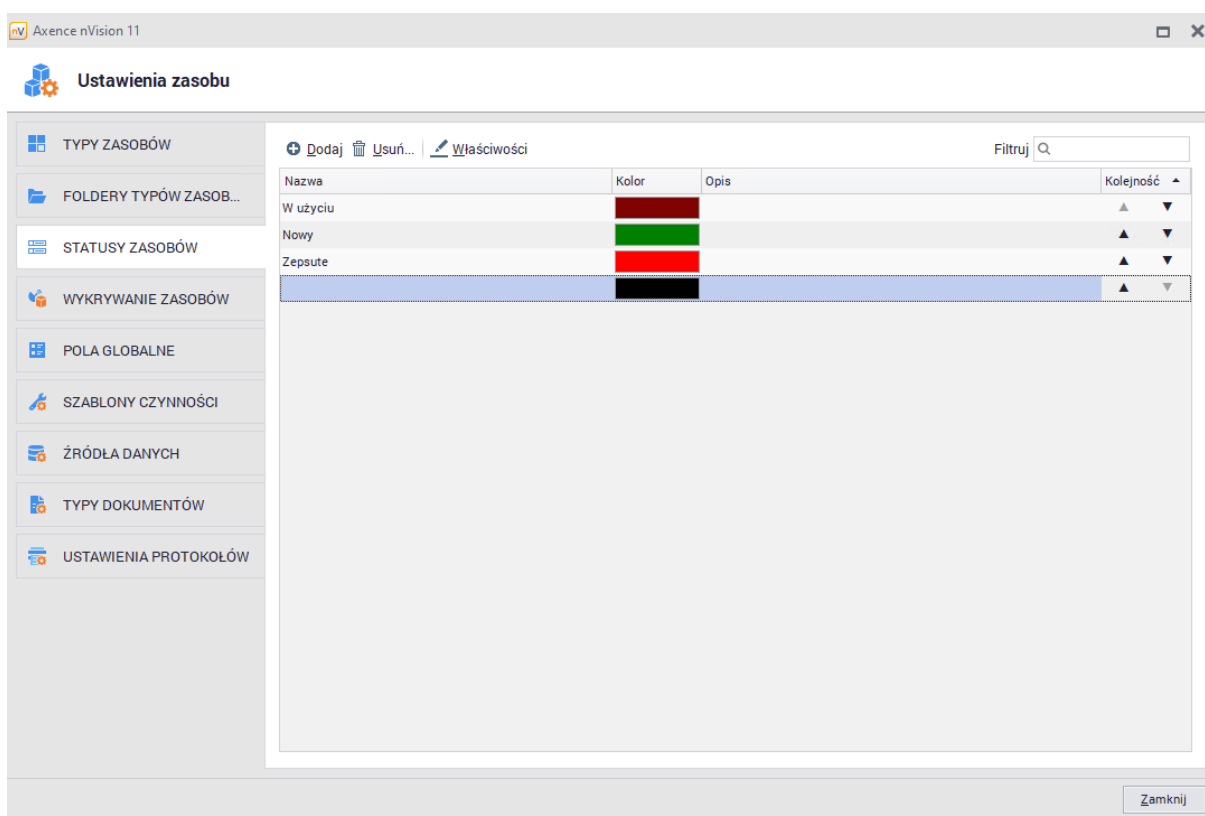 nV Axence nVision 11
Ustawienia zasobu
TYPY ZASOBÓW
FOLDERY TYPÓW ZASOB...
STATUSY ZASOBÓW
WYKRYWANIE ZASOBÓW
POLA GLOBALNE
SZABLONY CZYNNOŚCI
ŹRÓDŁA DANYCH
TYPY DOKUMENTÓW
USTAWIENIA PROTOKOŁÓW
Dodaj Usuń... Właściwości Filtruj
Nazwa Kolor Opis Kolejność
W użyciu
Nowy
Zepsute
Zamknij